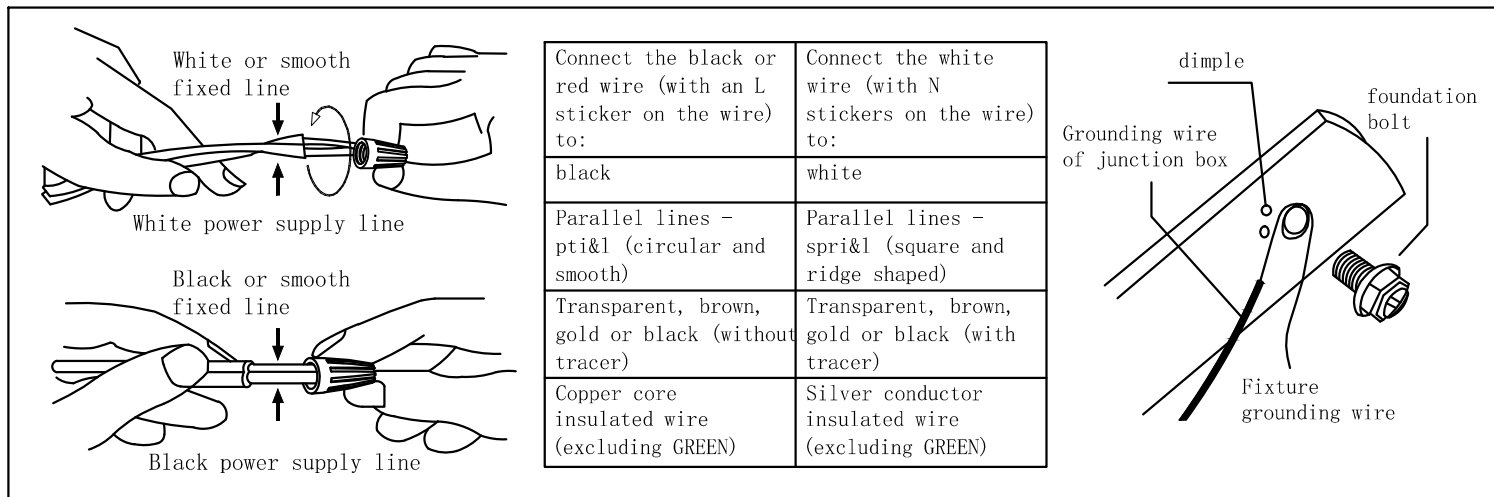 White or smooth
fixed line
White power supply line
Black or smooth
fixed line
Black power supply line
Connect the black or
red wire (with an L
sticker on the wire)
to:
Connect the white
wire (with N
stickers on the wire)
to:
black
white
Parallel lines -
pti&l (circular and
smooth)
Parallel lines -
spri&l (square and
ridge shaped)
Transparent, brown,
gold or black (without
tracer)
Transparent, brown,
gold or black (with
tracer)
Copper core
insulated wire
(excluding GREEN)
Silver conductor
insulated wire
(excluding GREEN)
dimple
foundation
bolt
Grounding wire
of junction box
Fixture
grounding wire